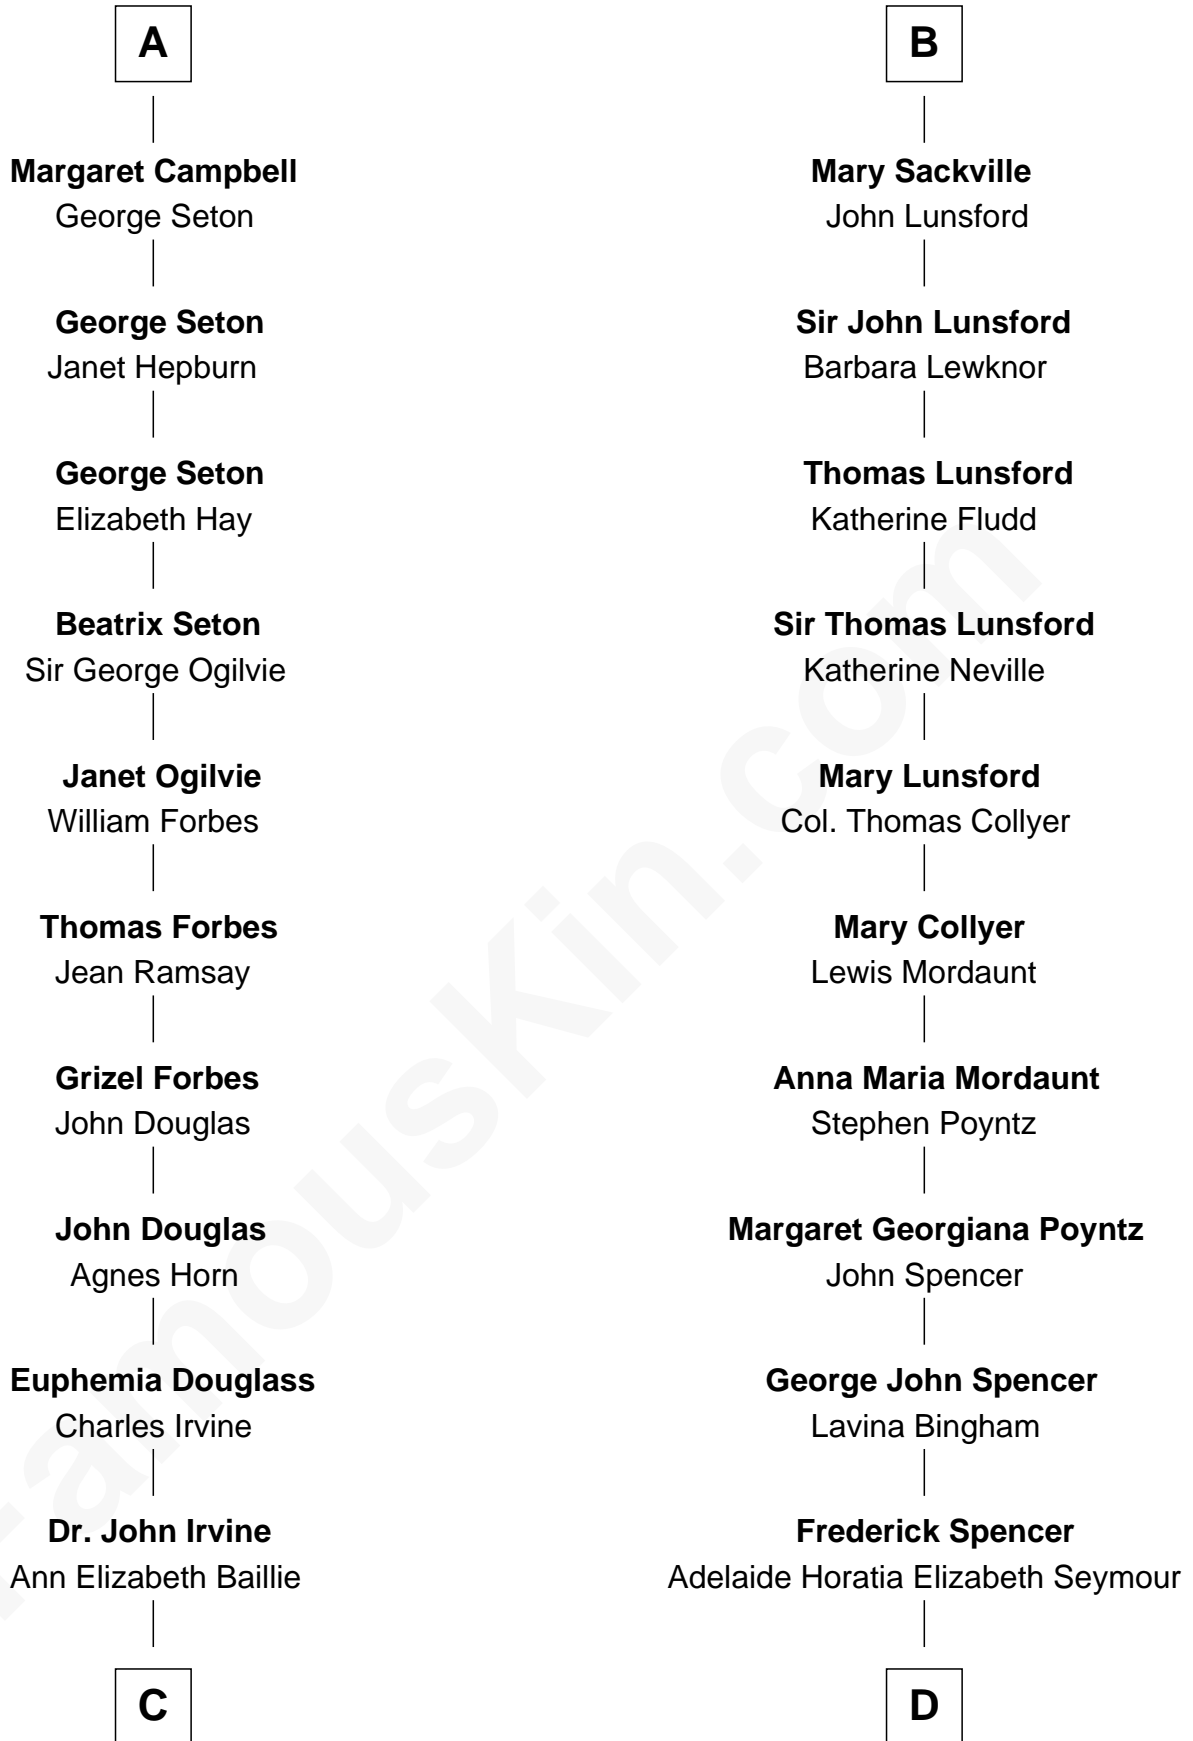 A
Margaret Campbell
George Seton
George Seton
Janet Hepburn
George Seton
Elizabeth Hay
Beatrix Seton
Sir George Ogilvie
Janet Ogilvie
William Forbes
Thomas Forbes
Jean Ramsay
Grizel Forbes
John Douglas
John Douglas
Agnes Horn
Euphemia Douglass
Charles Irvine
Dr. John Irvine
Ann Elizabeth Baillie
C
B
Mary Sackville
John Lunsford
Sir John Lunsford
Barbara Lewknor
Thomas Lunsford
Katherine Fludd
Sir Thomas Lunsford
Katherine Neville
Mary Lunsford
Col. Thomas Collyer
Mary Collyer
Lewis Mordaunt
Anna Maria Mordaunt
Stephen Poyntz
Margaret Georgiana Poyntz
John Spencer
George John Spencer
Lavina Bingham
Frederick Spencer
Adelaide Horatia Elizabeth Seymour
D
FamousKin.com